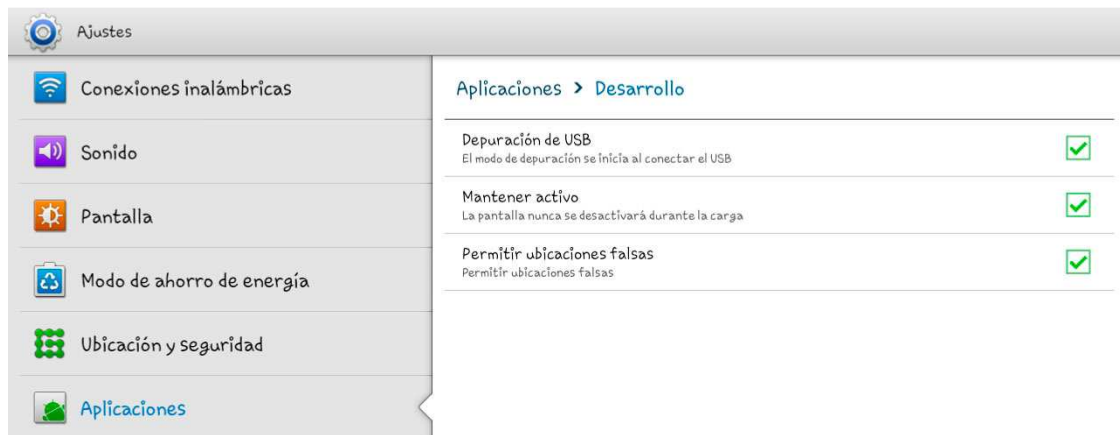 Ajustes
Conexiones inalámbricas
Sonido
Pantalla
Modo de ahorro de energía
Ubicación y seguridad
Aplicaciones
Aplicaciones > Desarrollo
Depuración de USB
El modo de depuración se inicia al conectar el USB
Mantener activo
La pantalla nunca se desactivará durante la carga
Permitir ubicaciones falsas
Permitir ubicaciones falsas